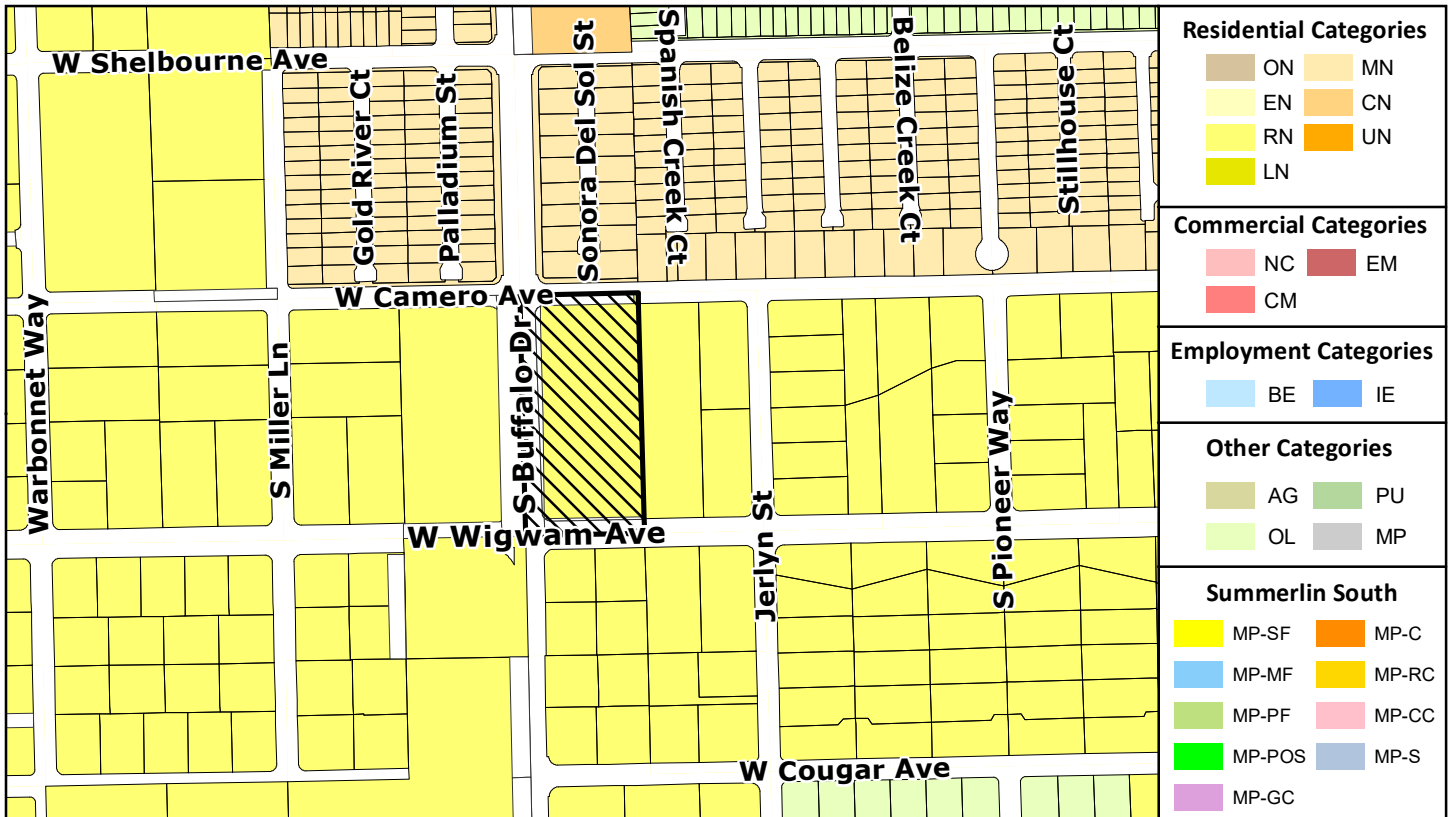 W Shelbourne Ave
Gold River Ct
Palladium St
Sonora Del Sol St
Spanish Creek Ct
Belize Creek Ct
Stillhouse Ct
W Camero Ave
Warbonnet Way
S Miller Ln
S Buffalo Dr
Jerlyn St
S Pioneer Way
W Wigwam Ave
W Cougar Ave
Residential Categories
ON MN
EN CN
RN UN
LN
Commercial Categories
NC EM
CM
Employment Categories
BE IE
Other Categories
AG PU
OL MP
Summerlin South
MP-SF MP-C
MP-MF MP-RC
MP-PF MP-CC
MP-POS MP-S
MP-GC